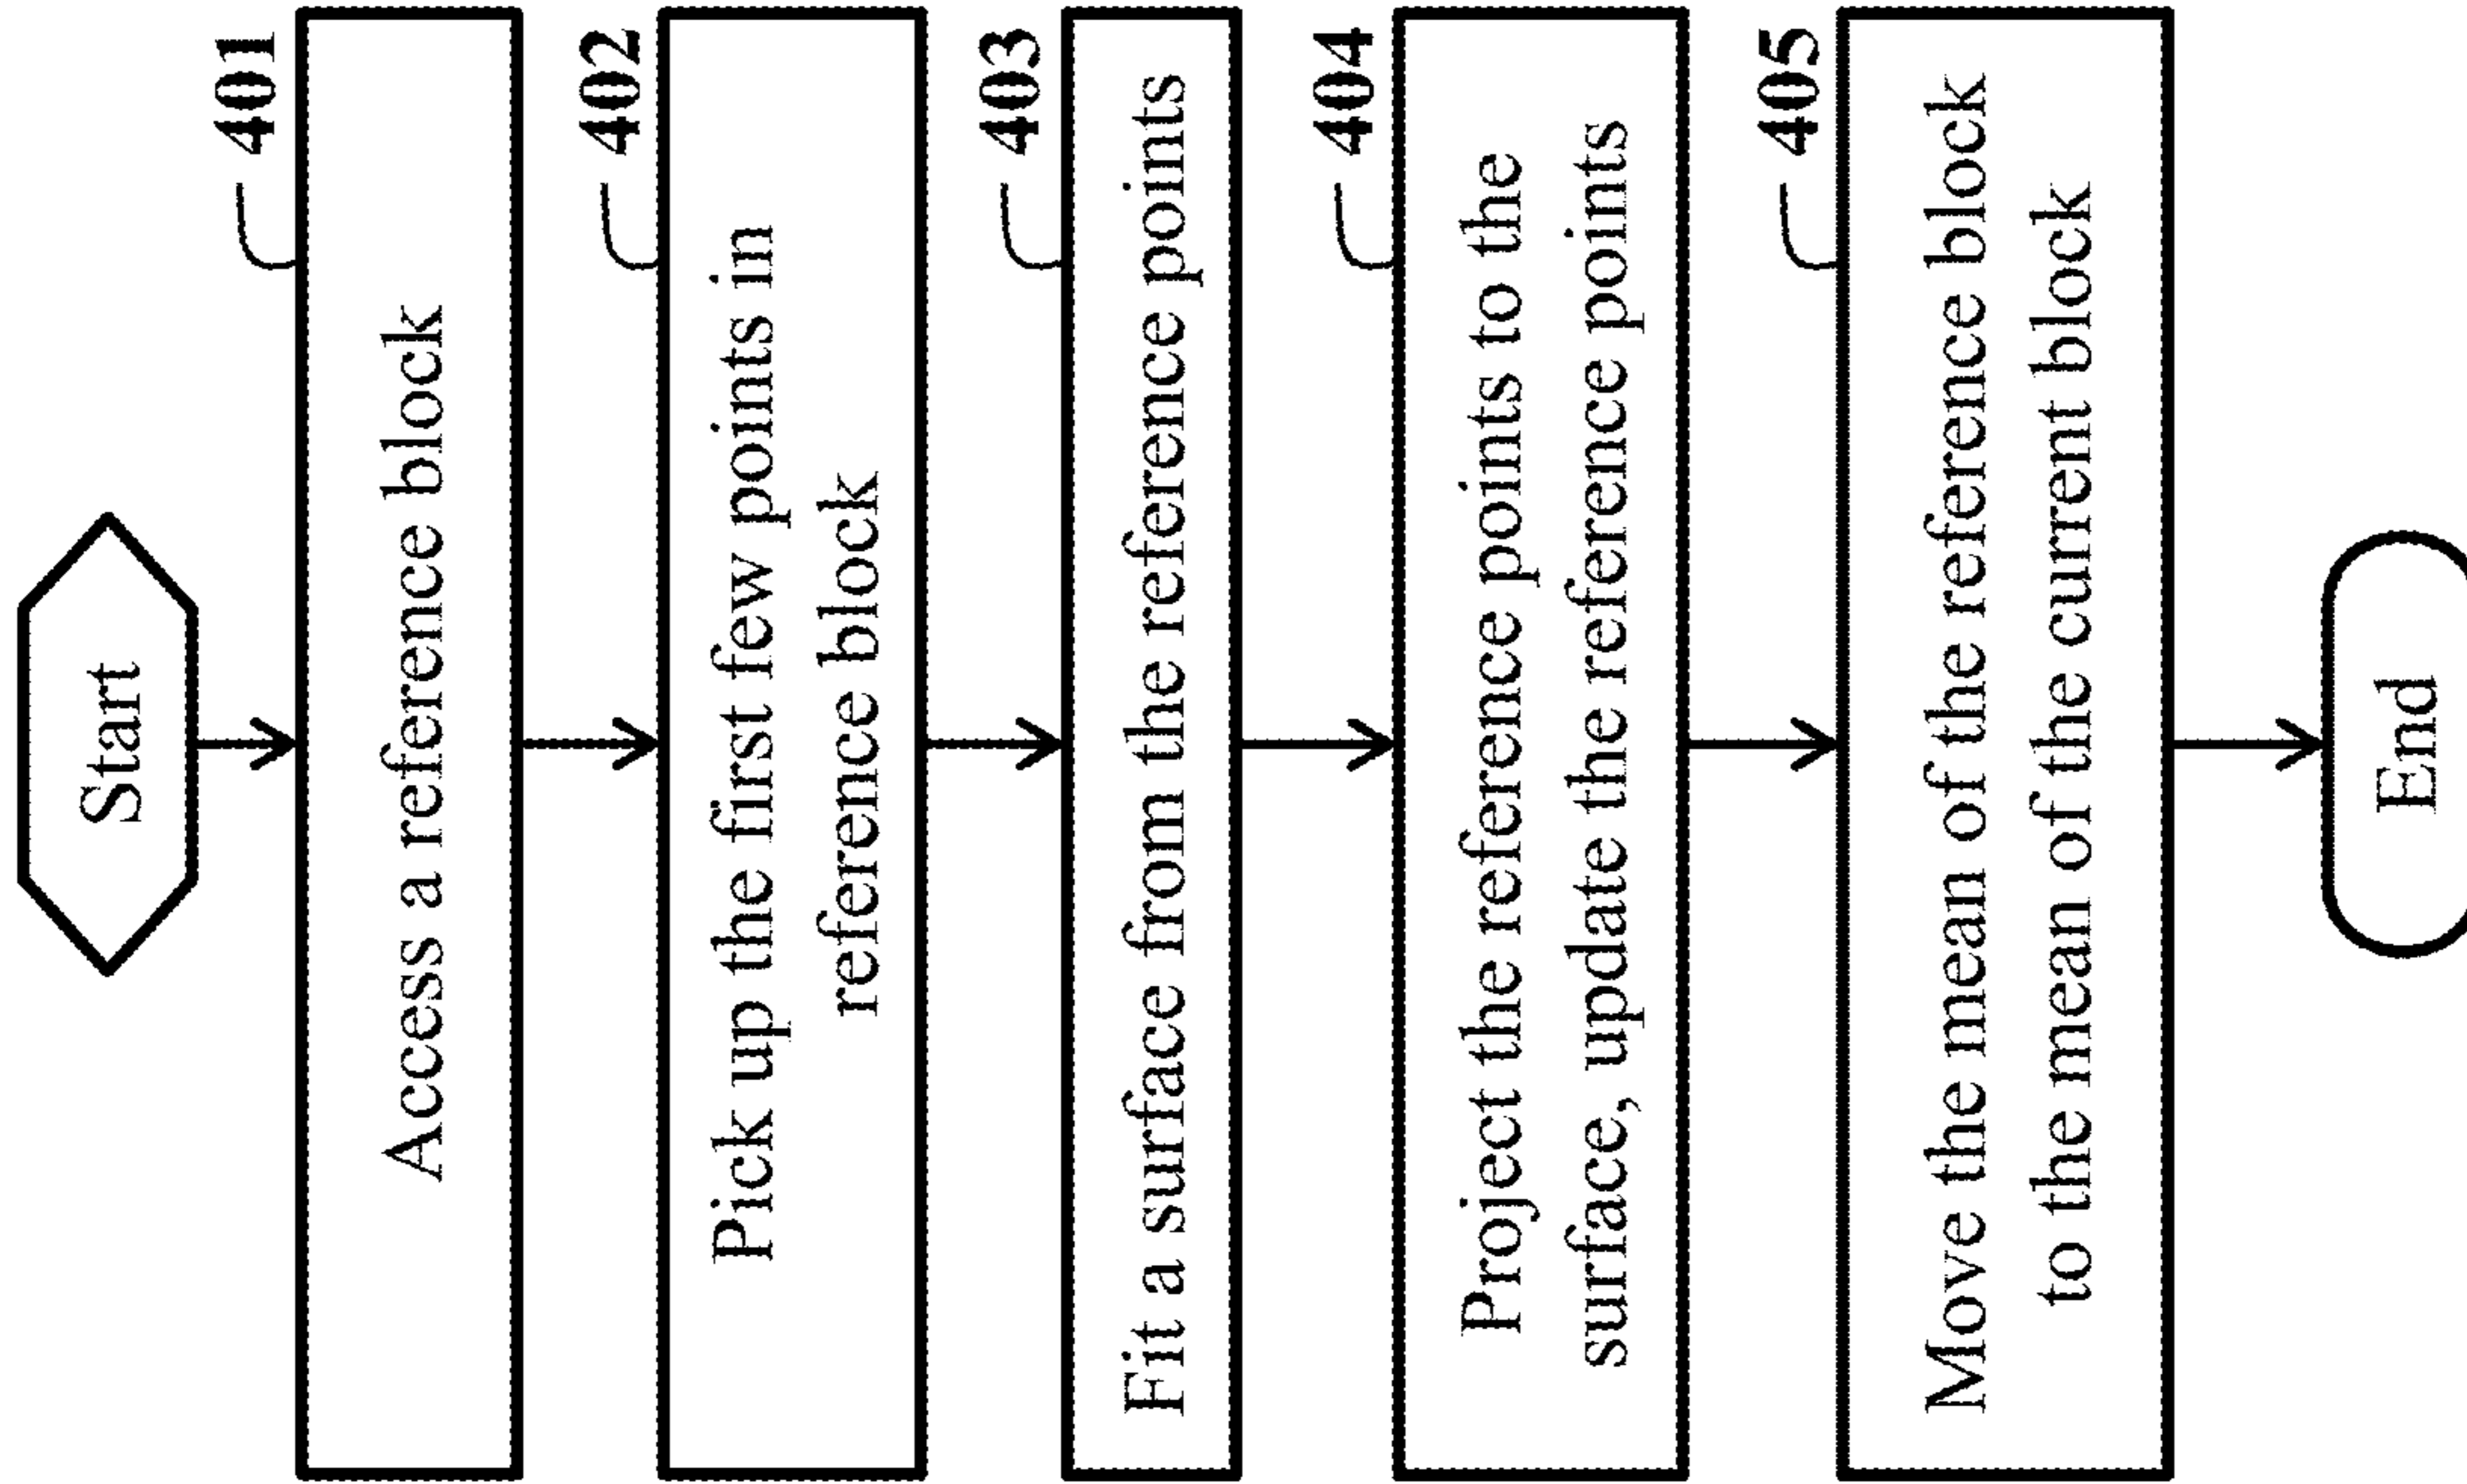 Start
401
Access a reference block
402
Pick up the first few points in
reference block
403
Fit a surface from the reference points
404
Project the reference points to the
surface, update the reference points
405
Move the mean of the reference block
to the mean of the current block
End